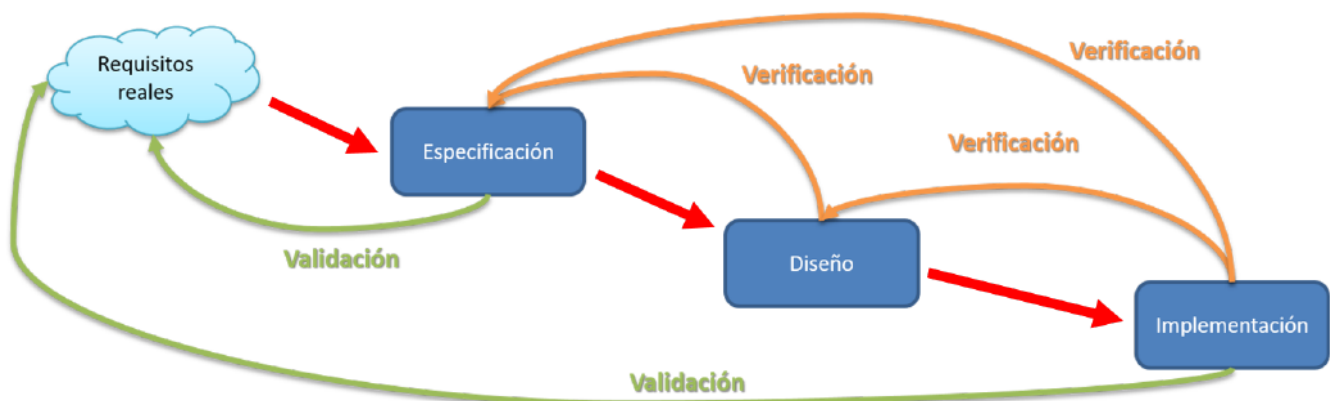 Requisitos
reales
Verificación
Verificación
Especificación
Verificación
Validación
Diseño
Implementación
Validación